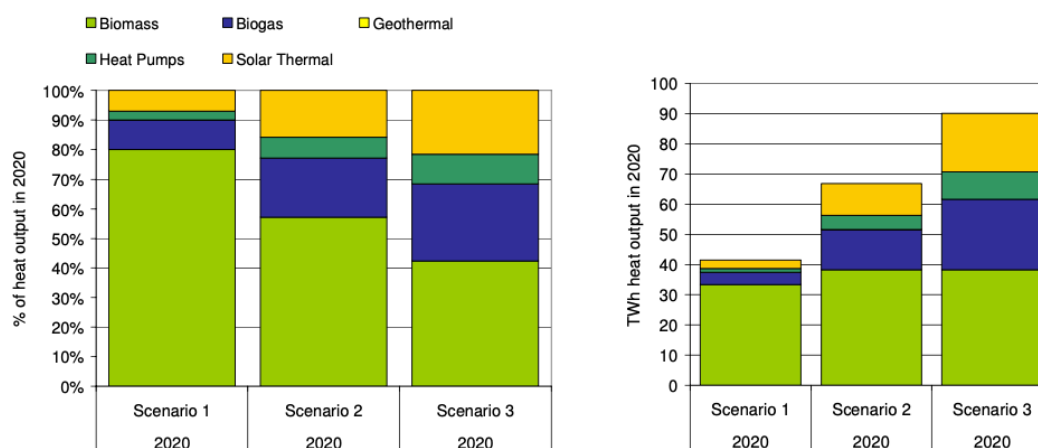 Biomass Biogas Geothermal
Heat Pumps Solar Thermal
% of heat output in 2020
100%
90%
80%
70%
60%
50%
40%
30%
20%
10%
0%
Scenario 1 Scenario 2 Scenario 3
2020 2020 2020
TWh heat output in 2020
100
90
80
70
60
50
40
30
20
10
0
Scenario 1 Scenario 2 Scenario 3
2020 2020 2020